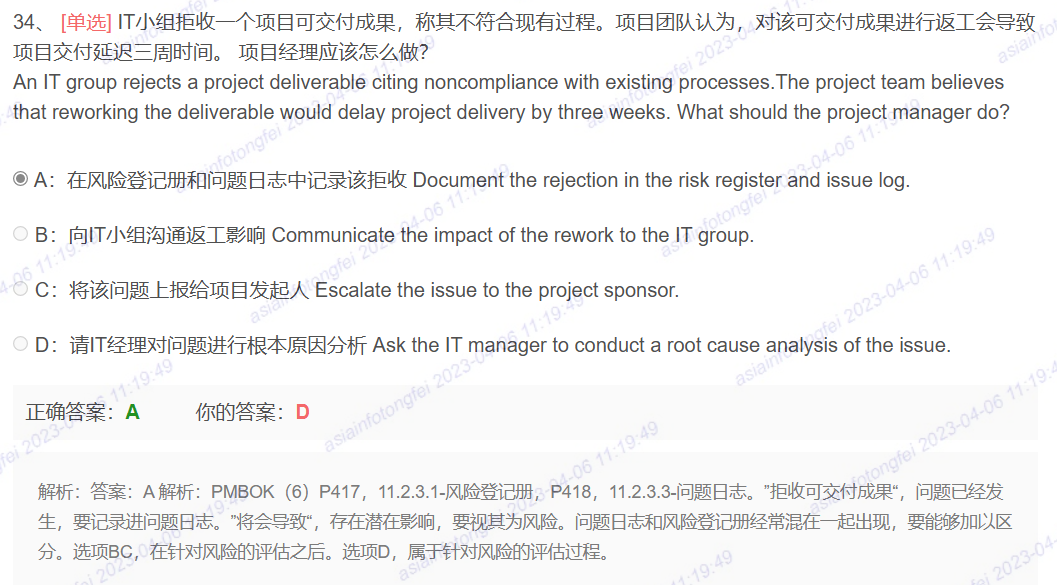 34、 [单选] IT小组拒收一个项目可交付成果，称其不符合现有过程。项目团队认为，对该可交付成果进行返工会导致
项目交付延迟三周时间。 项目经理应该怎么做?
An IT group rejects a project deliverable citing noncompliance with existing processes.The project team believes
that reworking the deliverable would delay project delivery by three weeks. What should the project manager do?
A：在风险登记册和问题日志中记录该拒收 Document the rejection in the risk register and issue log.
B：向IT小组沟通返工影响 Communicate the impact of the rework to the IT group.
C：将该问题上报给项目发起人 Escalate the issue to the project sponsor.
D：请IT经理对问题进行根本原因分析 Ask the IT manager to conduct a root cause analysis of the issue.
正确答案：A 你的答案：D
解析：答案：A 解析：PMBOK（6）P417，11.2.3.1-风险登记册，P418，11.2.3.3-问题日志。”拒收可交付成果“，问题已经发
生，要记录进问题日志。”将会导致“，存在潜在影响，要视其为风险。问题日志和风险登记册经常混在一起出现，要能够加以区
分。选项BC，在针对风险的评估之后。选项D，属于针对风险的评估过程。
asiainfotongfei 2023-04-06 11:19:49